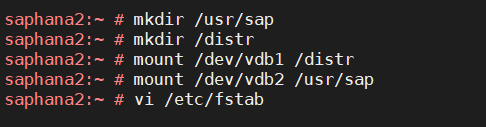 saphana2:~ # mkdir /usr/sap
saphana2:~ # mkdir /distr
saphana2:~ # mount /dev/vdb1 /distr
saphana2:~ # mount /dev/vdb2 /usr/sap
saphana2:~ # vi /etc/fstab